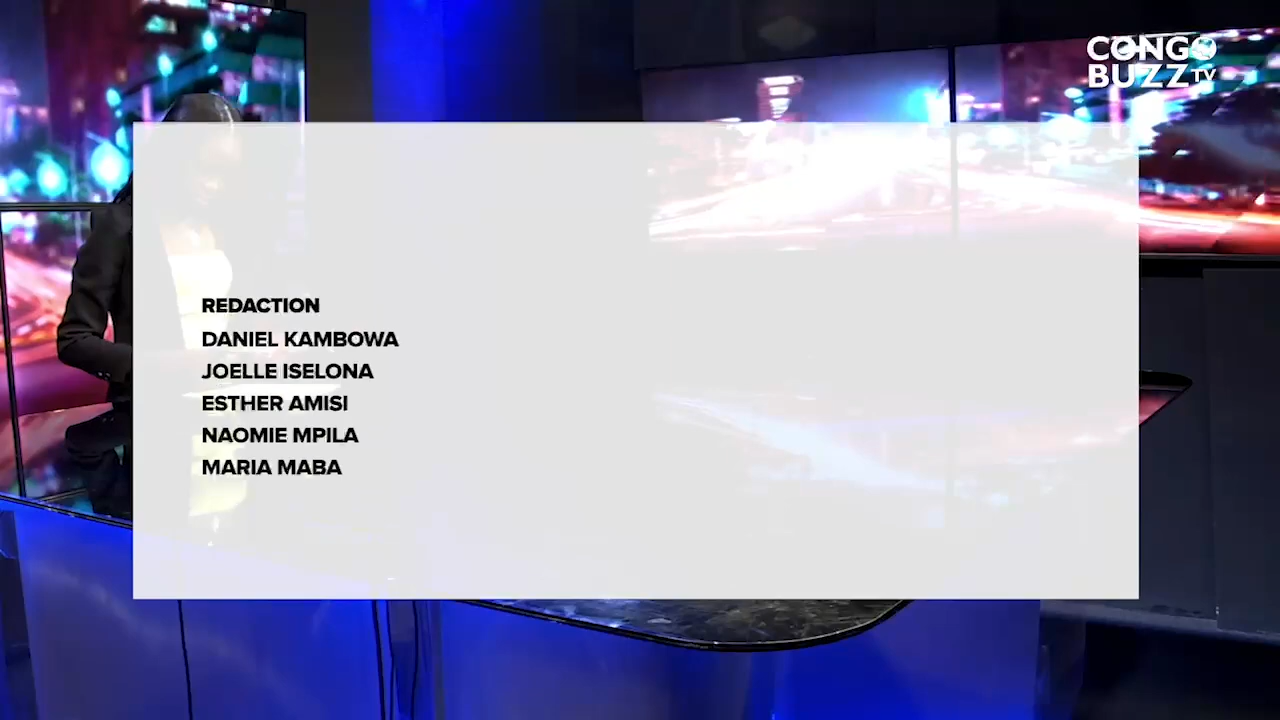 CONGO
BUZZ TV
REDACTION
DANIEL KAMBOWA
JOELLE ISELONA
ESTHER AMISI
NAOMIE MPILA
MARIA MABA